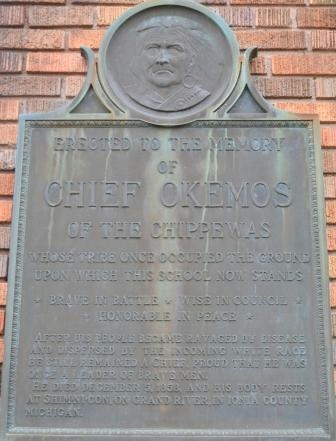 ERECTED TO THE MEMORY
OF
CHIEF OKEMOS
OF THE CHIPPEWAS
WHOSE TRIBE ONCE OCCUPIED THE GROUND
UPON WHICH THIS SCHOOL NOW STANDS
* BRAVE IN BATTLE * WISE IN COUNCIL *
* HONORABLE IN PEACE *
AFTER HIS PEOPLE BECAME RAVAGED BY DISEASE
AND DISPERSED BY THE INCOMING WHITE RACE
HE STILL REMAINED A CHIEF, PROUD THAT HE WAS
ONCE A LEADER OF BRAVE MEN.
HE DIED DECEMBER 5, 1858, AND HIS BODY RESTS
AT SHIMNI-CON ON GRAND RIVER IN IONIA COUNTY
MICHIGAN.